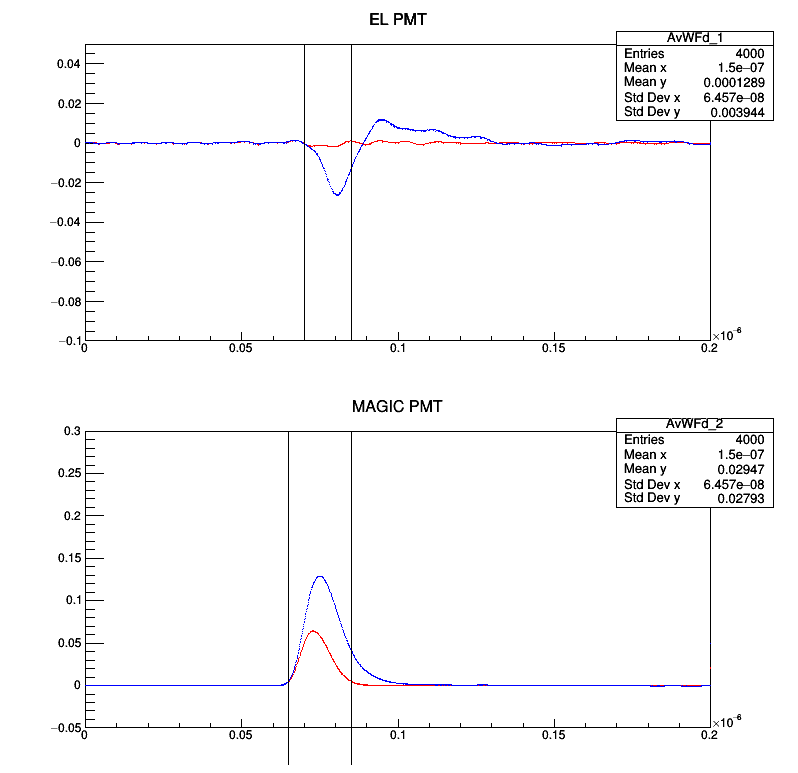 EL PMT
AvWFd_1
Entries 4000
Mean x 1.5e−07
Mean y 0.0001289
Std Dev x 6.457e−08
Std Dev y 0.003944
0.04
0.02
0
−0.02
−0.04
−0.06
−0.08
−0.1
0 0.05 0.1 0.15 0.2
×10−6
MAGIC PMT
AvWFd_2
Entries 4000
Mean x 1.5e−07
Mean y 0.02947
Std Dev x 6.457e−08
Std Dev y 0.02793
0.3
0.25
0.2
0.15
0.1
0.05
0
−0.05
0 0.05 0.1 0.15 0.2
×10−6